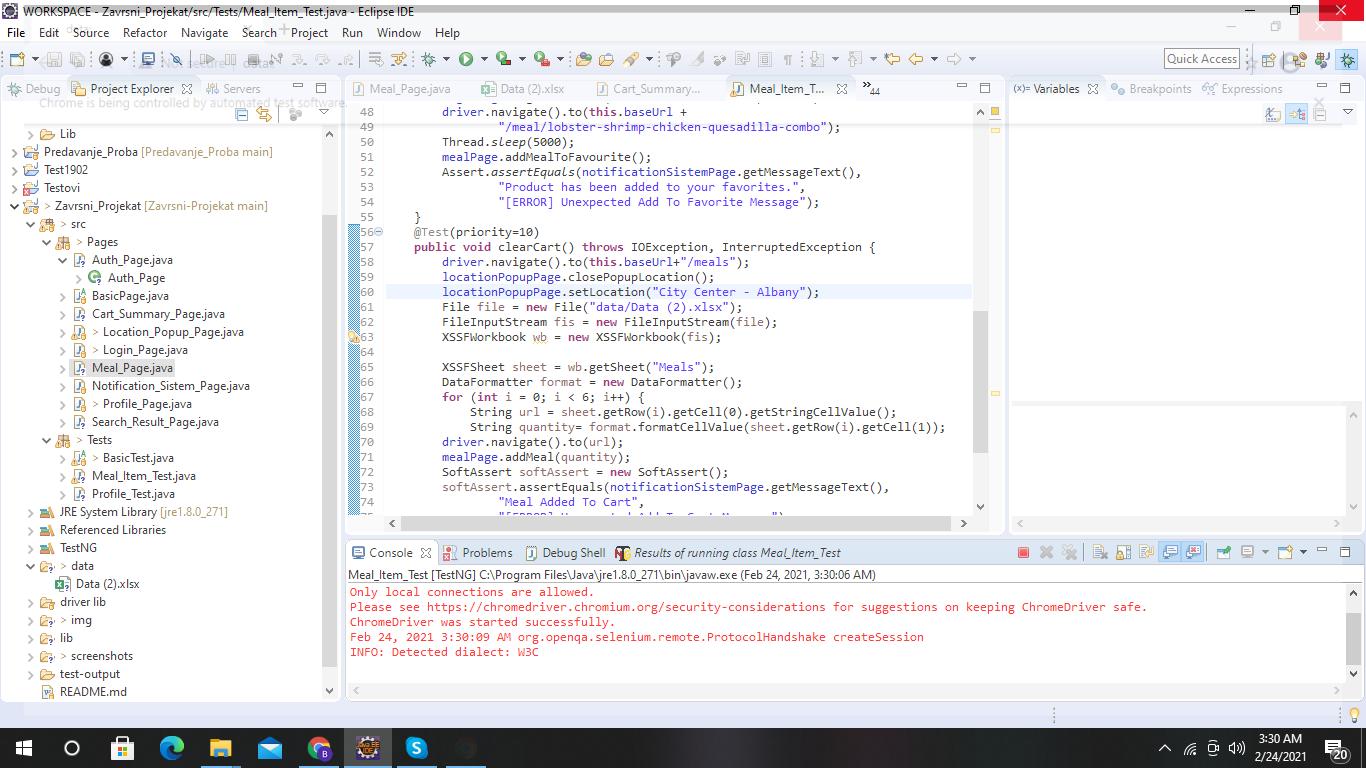 WORKSPACE - Zavrsni_Projekat/src/Tests/Meal_Item_Test.java - Eclipse IDE
File Edit Source Refactor Navigate Search Project Run Window Help
Quick Access
Debug Project Explorer Servers
Meal_Page.java Data (2).xlsx Cart_Summary... Meal_Item_T... »44
(x)= Variables Breakpoints Expressions
Chrome is being controlled by automated test software.
Lib
Predavanje_Proba [Predavanje_Proba main]
Test1902
Testovi
> Zavrsni_Projekat [Zavrsni-Projekat main]
> src
> Pages
Auth_Page.java
Auth_Page
BasicPage.java
Cart_Summary_Page.java
> Location_Popup_Page.java
> Login_Page.java
Meal_Page.java
Notification_Sistem_Page.java
> Profile_Page.java
Search_Result_Page.java
> Tests
> BasicTest.java
Meal_Item_Test.java
Profile_Test.java
JRE System Library [jre1.8.0_271]
Referenced Libraries
TestNG
> data
Data (2).xlsx
driver lib
> img
lib
> screenshots
test-output
README.md
48 driver.navigate().to(this.baseUrl +
49 "/meal/lobster-shrimp-chicken-quesadilla-combo");
50 Thread.sleep(5000);
51 mealPage.addMealToFavourite();
52 Assert.assertEquals(notificationSistemPage.getMessageText(),
53 "Product has been added to your favorites.",
54 "[ERROR] Unexpected Add To Favorite Message");
55 }
56 @Test(priority=10)
57 public void clearCart() throws IOException, InterruptedException {
58 driver.navigate().to(this.baseUrl+"/meals");
59 locationPopupPage.closePopupLocation();
60 locationPopupPage.setLocation("City Center - Albany");
61 File file = new File("data/Data (2).xlsx");
62 FileInputStream fis = new FileInputStream(file);
63 XSSFWorkbook wb = new XSSFWorkbook(fis);
64
65 XSSFSheet sheet = wb.getSheet("Meals");
66 DataFormatter format = new DataFormatter();
67 for (int i = 0; i < 6; i++) {
68 String url = sheet.getRow(i).getCell(0).getStringCellValue();
69 String quantity= format.formatCellValue(sheet.getRow(i).getCell(1));
70 driver.navigate().to(url);
71 mealPage.addMeal(quantity);
72 SoftAssert softAssert = new SoftAssert();
73 softAssert.assertEquals(notificationSistemPage.getMessageText(),
74 "Meal Added To Cart",
Console Problems Debug Shell Results of running class Meal_Item_Test
Meal_Item_Test [TestNG] C:\Program Files\Java\jre1.8.0_271\bin\javaw.exe (Feb 24, 2021, 3:30:06 AM)
Only local connections are allowed.
Please see https://chromedriver.chromium.org/security-considerations for suggestions on keeping ChromeDriver safe.
ChromeDriver was started successfully.
Feb 24, 2021 3:30:09 AM org.openqa.selenium.remote.ProtocolHandshake createSession
INFO: Detected dialect: W3C
3:30 AM
2/24/2021
20